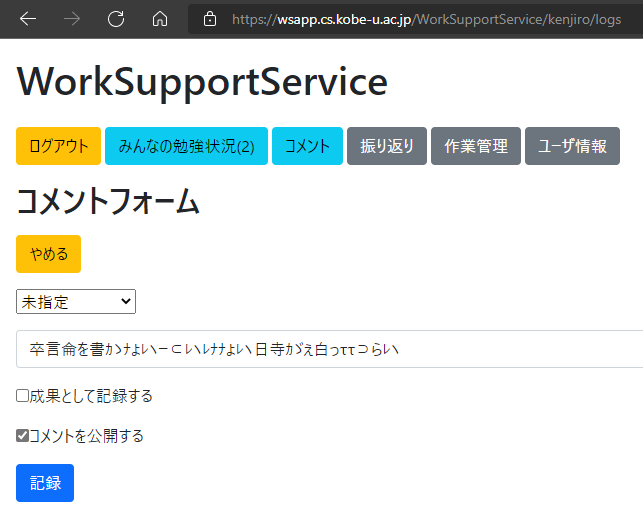 https://wsapp.cs.kobe-u.ac.jp/WorkSupportService/kenjiro/logs
WorkSupportService
ログアウト みんなの勉強状況(2) コメント 振り返り 作業管理 ユーザ情報
コメントフォーム
やめる
未指定
卒言侖を書かゝナょレヽー⊂レヽレナナょレヽ日寺がゞぇ白っττ⊃らレヽ
成果として記録する
コメントを公開する
記録